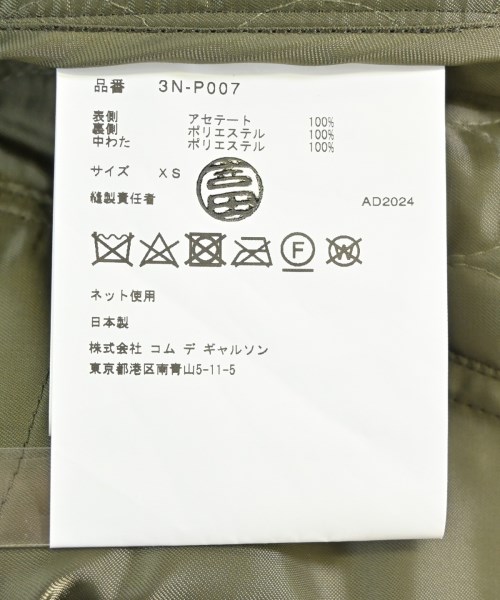 品番 3N-P007
表側 アセテート 100%
裏側 ポリエステル 100%
中わた ポリエステル 100%
サイズ XS
縫製責任者 吉田 AD2024
F W
ネット使用
日本製
株式会社 コム デ ギャルソン
東京都港区南青山5-11-5